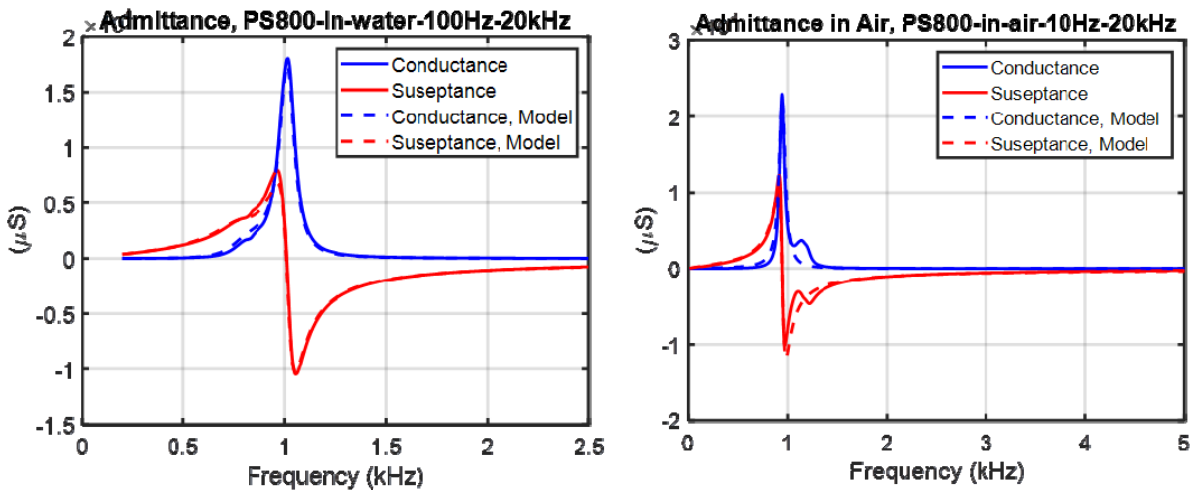 Admittance, PS800-in-water-100Hz-20kHz
2
1.5
1
0.5
0
-0.5
-1
-1.5
(μS)
Conductance
Suseptance
Conductance, Model
Suseptance, Model
0 0.5 1 1.5 2 2.5
Frequency (kHz)
Admittance in Air, PS800-in-air-10Hz-20kHz
3
2
1
0
-1
-2
(μS)
Conductance
Suseptance
Conductance, Model
Suseptance, Model
0 1 2 3 4 5
Frequency (kHz)